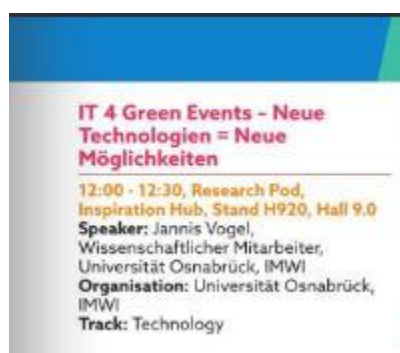 IT 4 Green Events – Neue
Technologien = Neue
Möglichkeiten
12:00 - 12:30, Research Pod,
Inspiration Hub, Stand H920, Hall 9.0
Speaker: Jannis Vogel,
Wissenschaftlicher Mitarbeiter,
Universität Osnabrück, IMWI
Organisation: Universität Osnabrück,
IMWI
Track: Technology